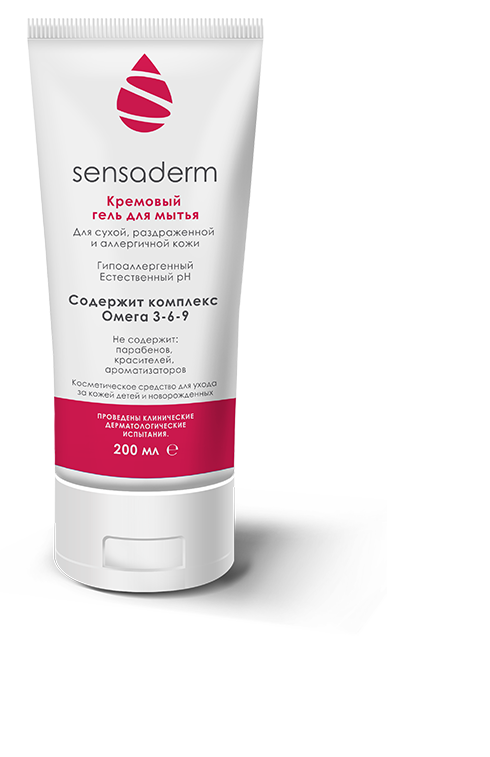 sensaderm
Кремовый
гель для мытья
Для сухой, раздраженной
и аллергичной кожи
Гипоаллергенный
Естественный pH
Содержит комплекс
Омега 3-6-9
Не содержит:
парабенов,
красителей,
ароматизаторов
Косметическое средство для ухода
за кожей детей и новорожденных
ПРОВЕДЕНЫ КЛИНИЧЕСКИЕ
ДЕРМАТОЛОГИЧЕСКИЕ
ИСПЫТАНИЯ.
200 мл ℮